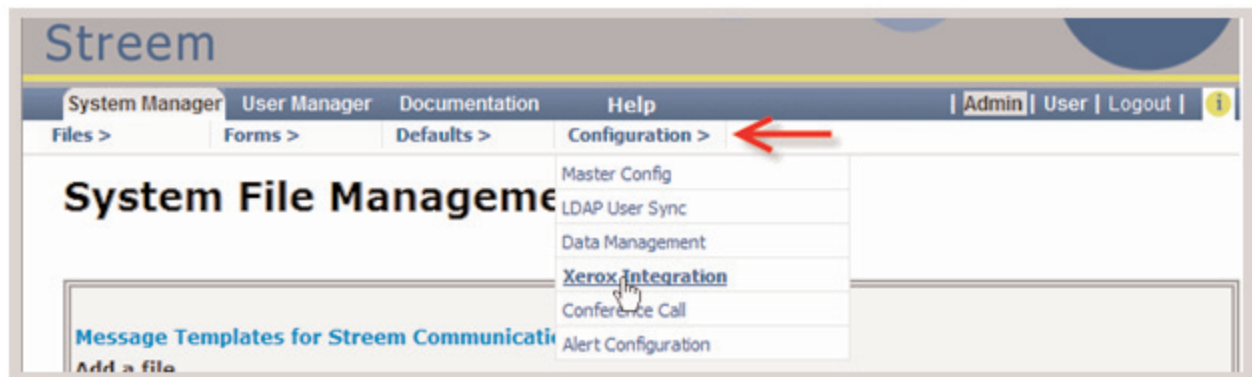 Streem
System Manager User Manager Documentation Help | Admin | User | Logout | i
Files > Forms > Defaults > Configuration >
Master Config
System File Manageme
LDAP User Sync
Data Management
Xerox Integration
Conference Call
Message Templates for Streem Communicati
Alert Configuration
Add a file